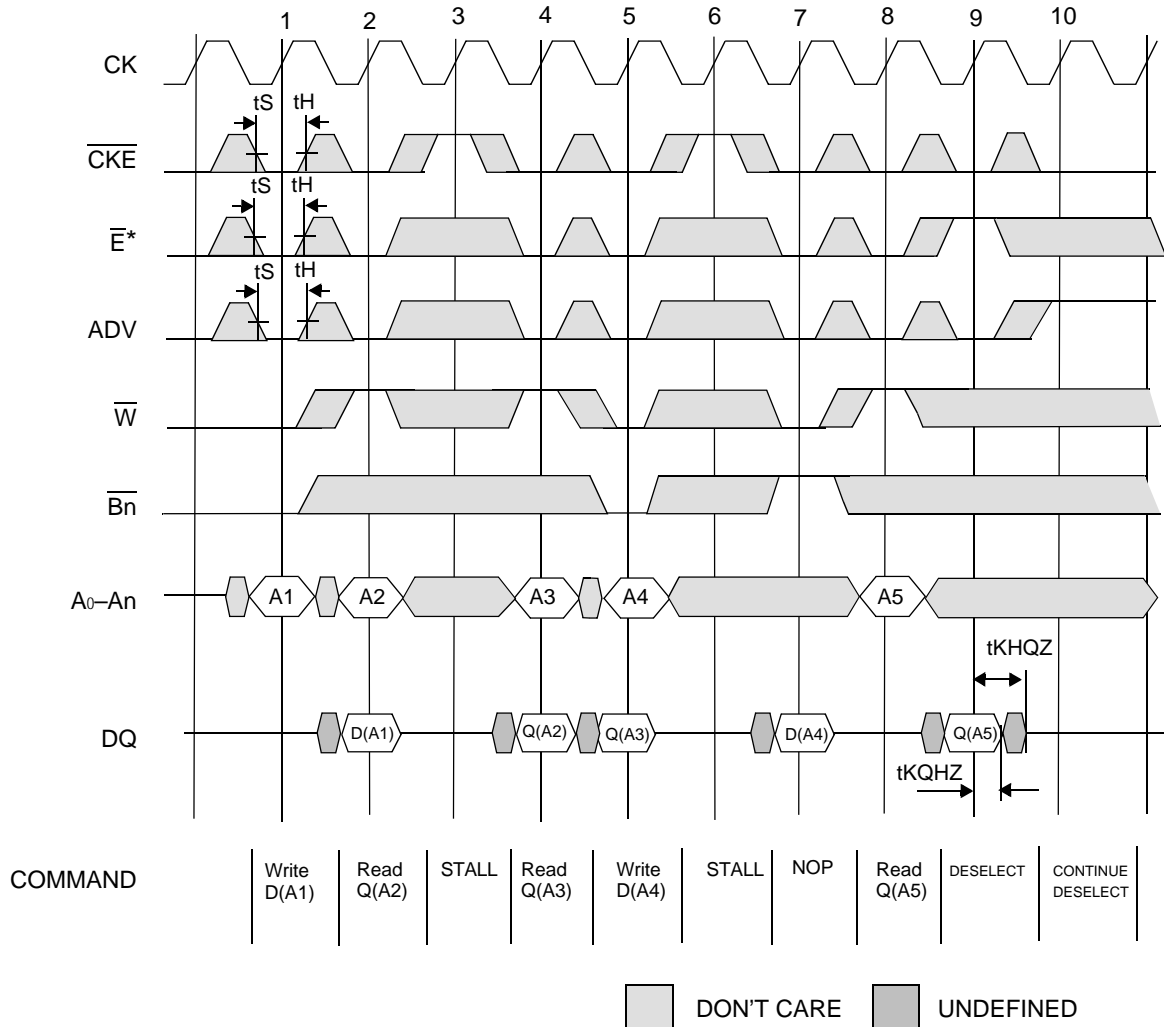 1 2 3 4 5 6 7 8 9 10
CK
tS tH
CKE
tS tH
E*
tS tH
ADV
W
Bn
A0–An A1 A2 A3 A4 A5
tKHQZ
DQ D(A1) Q(A2) Q(A3) D(A4) Q(A5)
tKQHZ
COMMAND
Write D(A1)
Read Q(A2)
STALL
Read Q(A3)
Write D(A4)
STALL
NOP
Read Q(A5)
DESELECT
CONTINUE DESELECT
DON'T CARE UNDEFINED